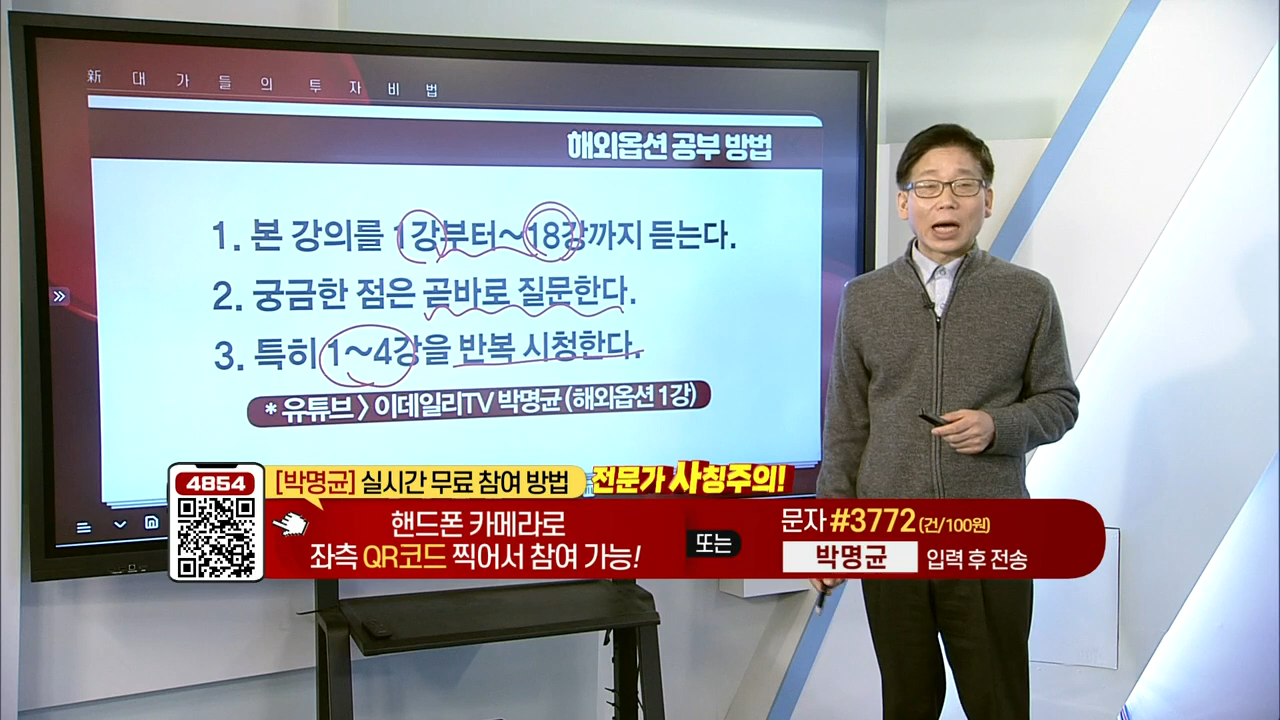 新 대 가 들 의 투 자 비 법
해외옵션 공부 방법
1. 본 강의를 1강부터~18강까지 듣는다.
2. 궁금한 점은 곧바로 질문한다.
3. 특히 1~4강을 반복 시청한다.
* 유튜브 > 이데일리TV 박명균 (해외옵션 1강)
4854
[박명균] 실시간 무료 참여 방법
전문가 사칭주의!
핸드폰 카메라로
좌측 QR코드 찍어서 참여 가능!
또는
문자 #3772 (건/100원)
박명균 입력 후 전송